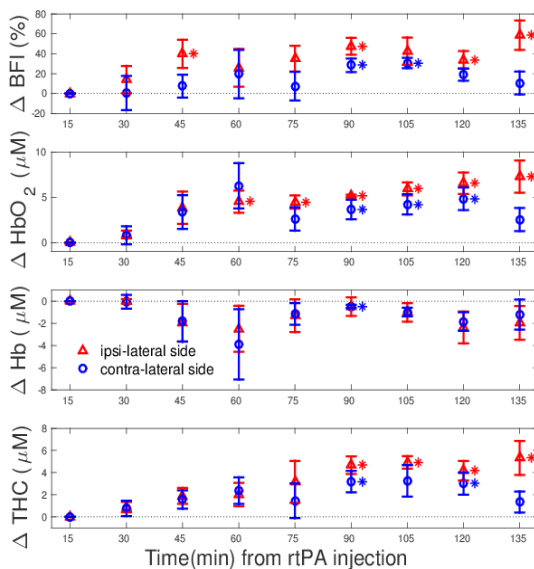 Δ BFI (%)
80
60
40
20
0
-20
15 30 45 60 75 90 105 120 135
Δ HbO2 (μM)
10
5
0
15 30 45 60 75 90 105 120 135
Δ Hb (μM)
0
-2
-4
-6
-8
ipsi-lateral side
contra-lateral side
15 30 45 60 75 90 105 120 135
Δ THC (μM)
8
6
4
2
0
15 30 45 60 75 90 105 120 135
Time(min) from rtPA injection